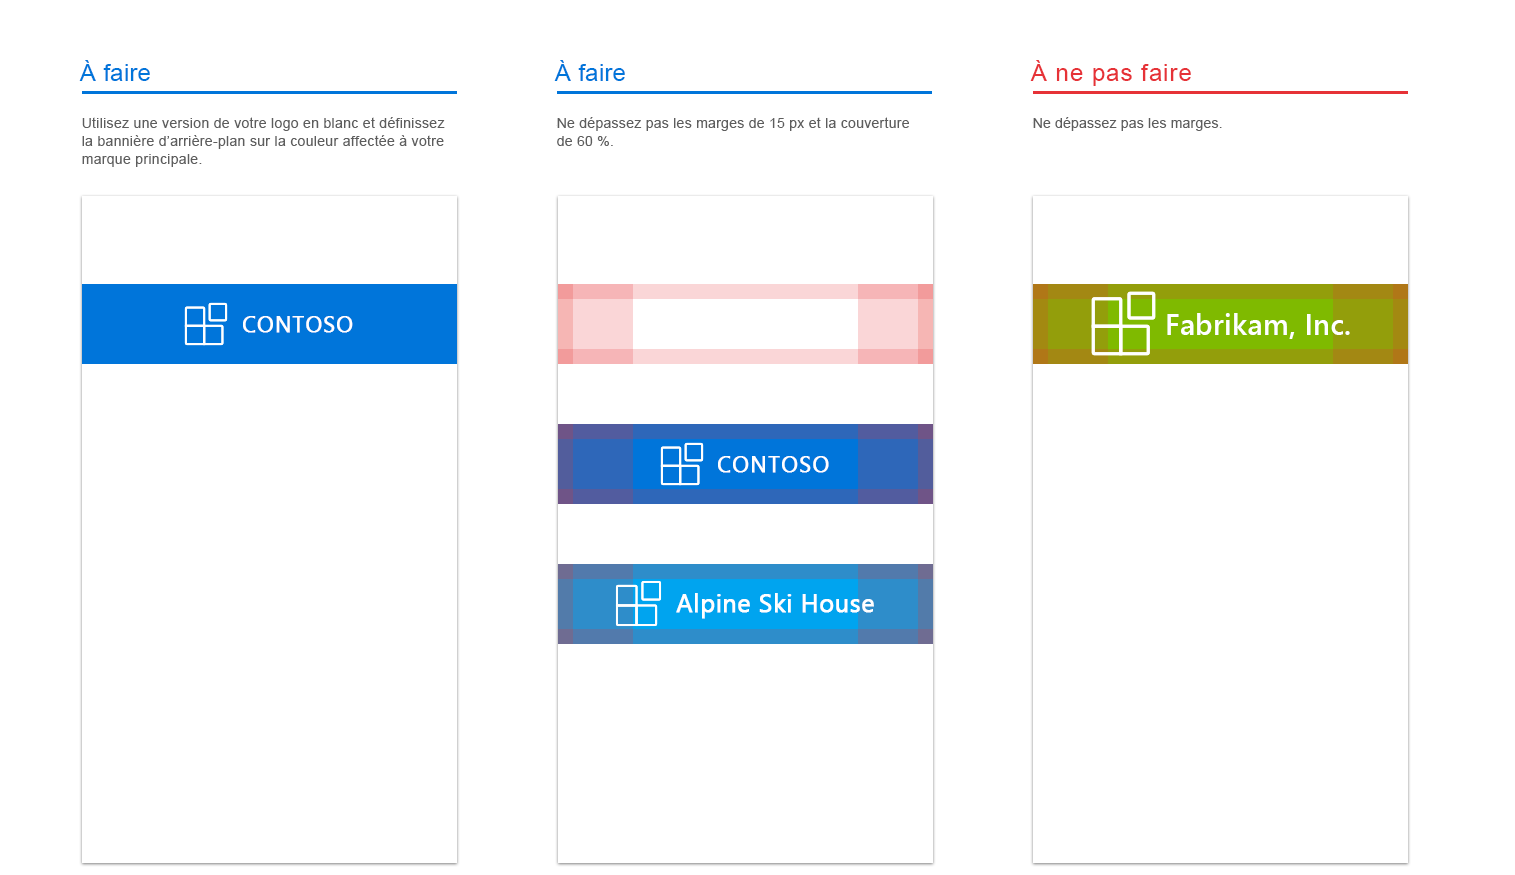 À faire
Utilisez une version de votre logo en blanc et définissez
la bannière d’arrière-plan sur la couleur affectée à votre
marque principale.
CONTOSO
À faire
Ne dépassez pas les marges de 15 px et la couverture
de 60 %.
CONTOSO
Alpine Ski House
À ne pas faire
Ne dépassez pas les marges.
Fabrikam, Inc.